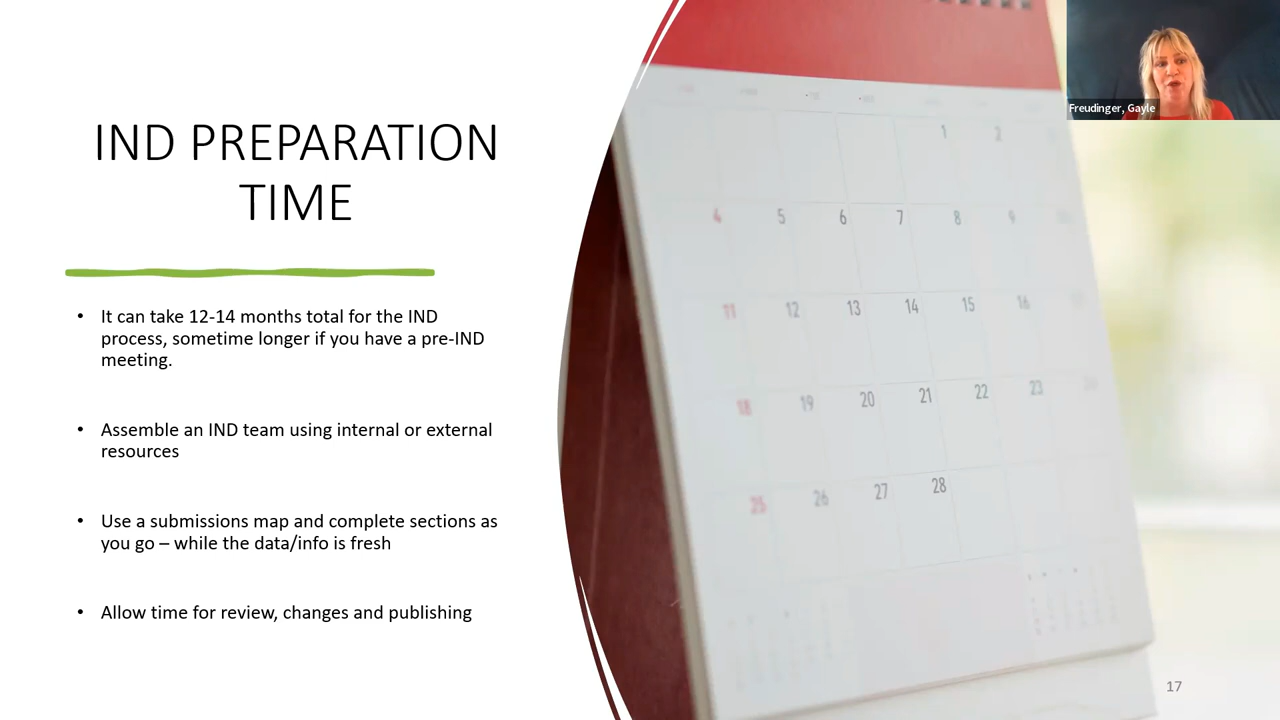 IND PREPARATION
TIME
• It can take 12-14 months total for the IND
process, sometime longer if you have a pre-IND
meeting.
• Assemble an IND team using internal or external
resources
• Use a submissions map and complete sections as
you go – while the data/info is fresh
• Allow time for review, changes and publishing
Freudinger, Gayle
1 2
4 5 6 7 8 9
11 12 13 14 15 16
18 19 20 21 22 23
25 26 27 28
17